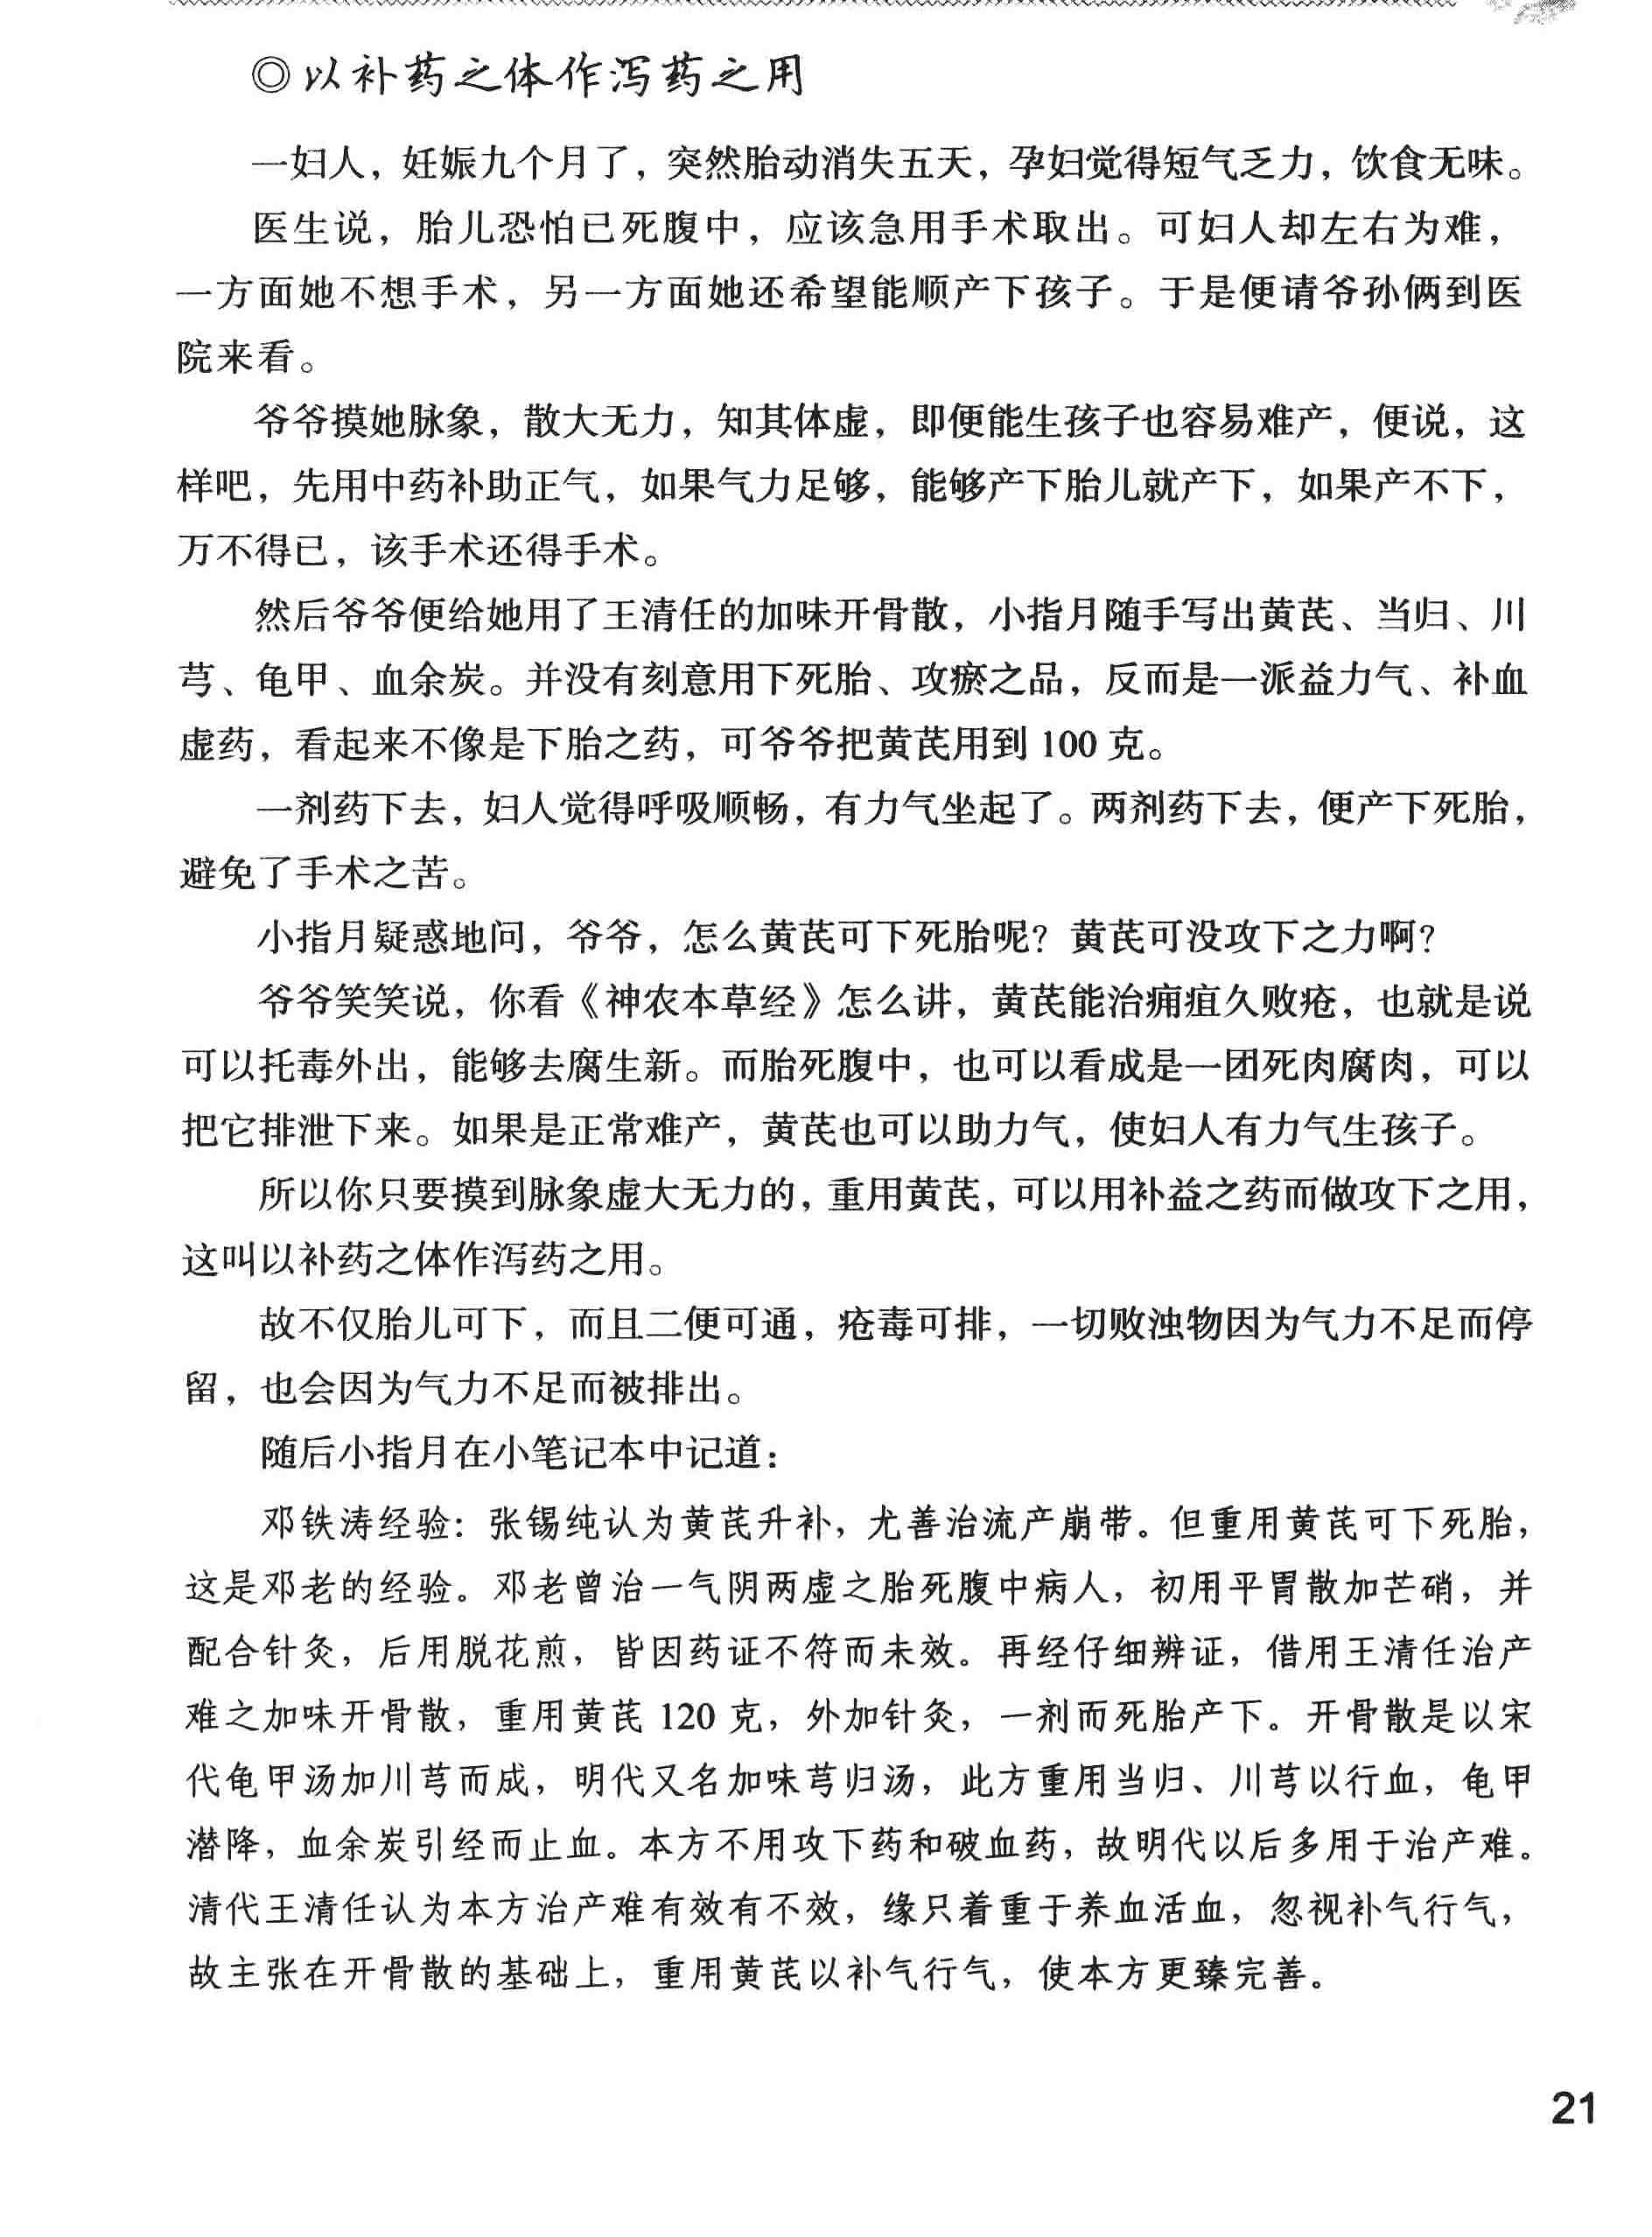 ◎以补药之体作泻药之用
一妇人，妊娠九个月了，突然胎动消失五天，孕妇觉得短气乏力，饮食无味。
医生说，胎儿恐怕已死腹中，应该急用手术取出。可妇人却左右为难，
一方面她不想手术，另一方面她还希望能顺产下孩子。于是便请爷孙俩到医
院来看。
爷爷摸她脉象，散大无力，知其体虚，即便能生孩子也容易难产，便说，这
样吧，先用中药补助正气，如果气力足够，能够产下胎儿就产下，如果产不下，
万不得已，该手术还得手术。
然后爷爷便给她用了王清任的加味开骨散，小指月随手写出黄芪、当归、川
芎、龟甲、血余炭。并没有刻意用下死胎、攻瘀之品，反而是一派益力气、补血
虚药，看起来不像是下胎之药，可爷爷把黄芪用到 100 克。
一剂药下去，妇人觉得呼吸顺畅，有力气坐起了。两剂药下去，便产下死胎，
避免了手术之苦。
小指月疑惑地问，爷爷，怎么黄芪可下死胎呢？黄芪可没攻下之力啊？
爷爷笑笑说，你看《神农本草经》怎么讲，黄芪能治痈疽久败疮，也就是说
可以托毒外出，能够去腐生新。而胎死腹中，也可以看成是一团死肉腐肉，可以
把它排泄下来。如果是正常难产，黄芪也可以助力气，使妇人有力气生孩子。
所以你只要摸到脉象虚大无力的，重用黄芪，可以用补益之药而做攻下之用，
这叫以补药之体作泻药之用。
故不仅胎儿可下，而且二便可通，疮毒可排，一切败浊物因为气力不足而停
留，也会因为气力不足而被排出。
随后小指月在小笔记本中记道：
邓铁涛经验：张锡纯认为黄芪升补，尤善治流产崩带。但重用黄芪可下死胎，
这是邓老的经验。邓老曾治一气阴两虚之胎死腹中病人，初用平胃散加芒硝，并
配合针灸，后用脱花煎，皆因药证不符而未效。再经仔细辨证，借用王清任治产
难之加味开骨散，重用黄芪 120 克，外加针灸，一剂而死胎产下。开骨散是以宋
代龟甲汤加川芎而成，明代又名加味芎归汤，此方重用当归、川芎以行血，龟甲
潜降，血余炭引经而止血。本方不用攻下药和破血药，故明代以后多用于治产难。
清代王清任认为本方治产难有效有不效，缘只着重于养血活血，忽视补气行气，
故主张在开骨散的基础上，重用黄芪以补气行气，使本方更臻完善。
21